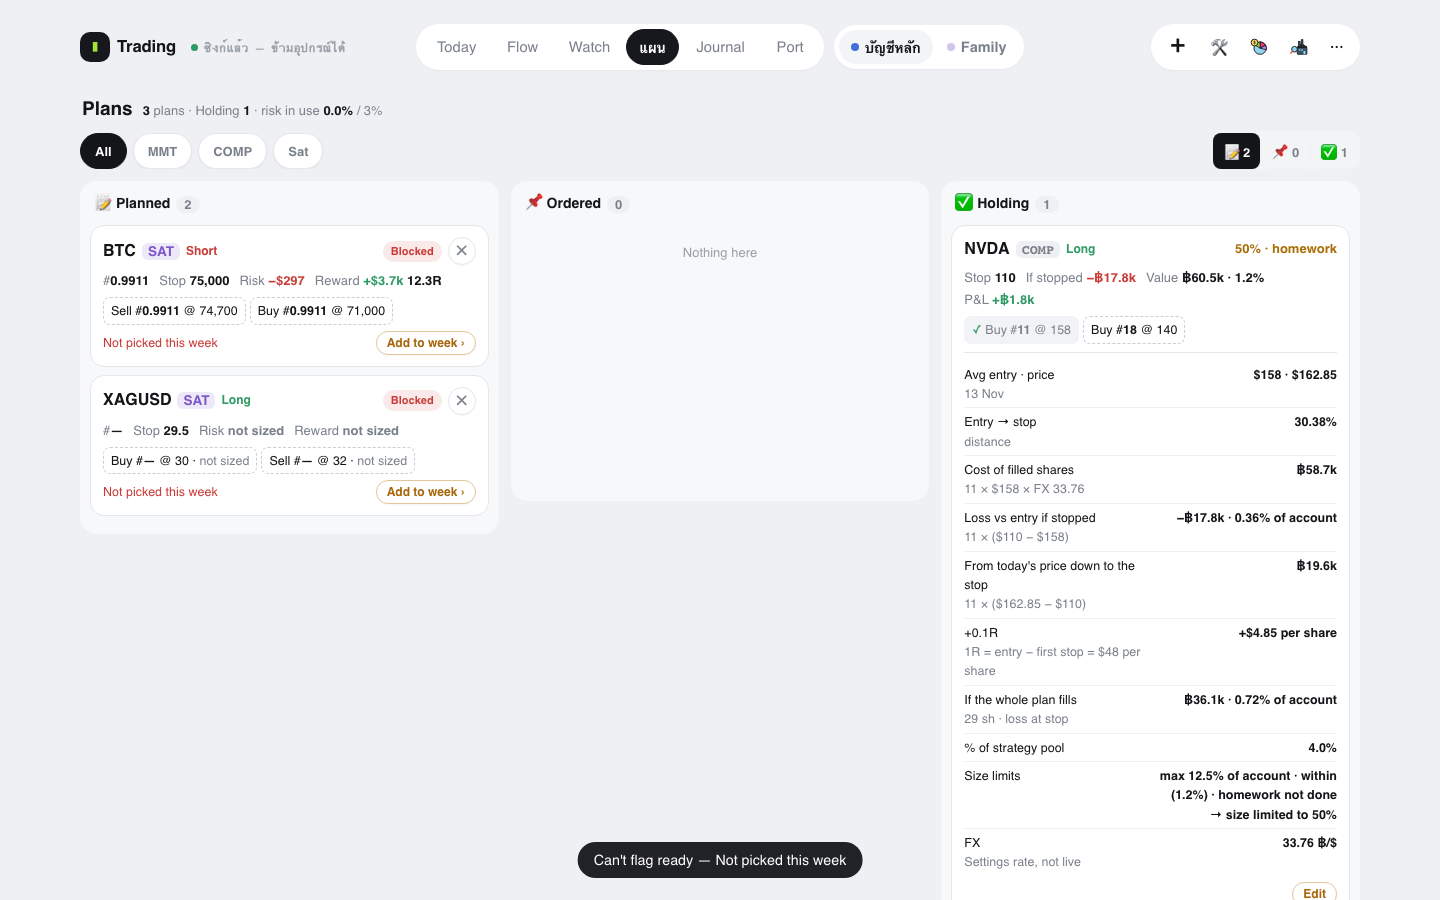 Trading
ซิงก์แล้ว — ข้ามอุปกรณ์ได้
Today Flow Watch แผน Journal Port
บัญชีหลัก Family
Plans 3 plans · Holding 1 · risk in use 0.0% / 3%
All MMT COMP Sat
2 0 1
Planned 2
BTC SAT Short Blocked
#0.9911 Stop 75,000 Risk −$297 Reward +$3.7k 12.3R
Sell #0.9911 @ 74,700 Buy #0.9911 @ 71,000
Not picked this week Add to week ›
XAGUSD SAT Long Blocked
#— Stop 29.5 Risk not sized Reward not sized
Buy #— @ 30 · not sized Sell #— @ 32 · not sized
Not picked this week Add to week ›
Ordered 0
Nothing here
Holding 1
NVDA COMP Long 50% · homework
Stop 110 If stopped −฿17.8k Value ฿60.5k · 1.2%
P&L +฿1.8k
✓ Buy #11 @ 158 Buy #18 @ 140
Avg entry · price $158 · $162.85
13 Nov
Entry → stop 30.38%
distance
Cost of filled shares ฿58.7k
11 × $158 × FX 33.76
Loss vs entry if stopped −฿17.8k · 0.36% of account
11 × ($110 − $158)
From today's price down to the ฿19.6k
stop
11 × ($162.85 − $110)
+0.1R +$4.85 per share
1R = entry − first stop = $48 per
share
If the whole plan fills ฿36.1k · 0.72% of account
29 sh · loss at stop
% of strategy pool 4.0%
Size limits max 12.5% of account · within
(1.2%) · homework not done
→ size limited to 50%
FX 33.76 ฿/$
Settings rate, not live
Edit
Can't flag ready — Not picked this week